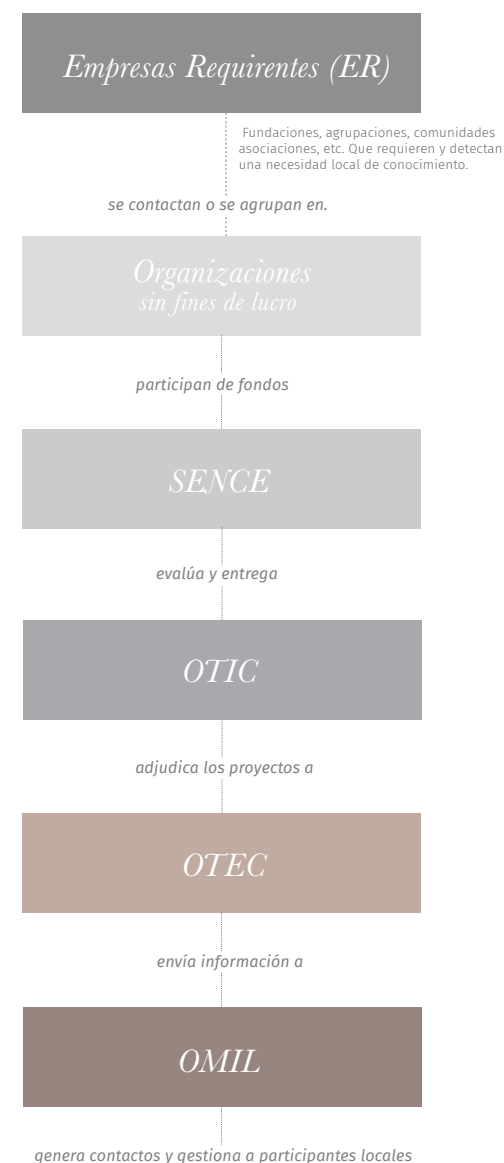 Empresas Requirentes (ER)
Fundaciones, agrupaciones, comunidades
asociaciones, etc. Que requieren y detectan
una necesidad local de conocimiento.
se contactan o se agrupan en.
Organizaciones
sin fines de lucro
participan de fondos
SENCE
evalúa y entrega
OTIC
adjudica los proyectos a
OTEC
envía información a
OMIL
genera contactos y gestiona a participantes locales